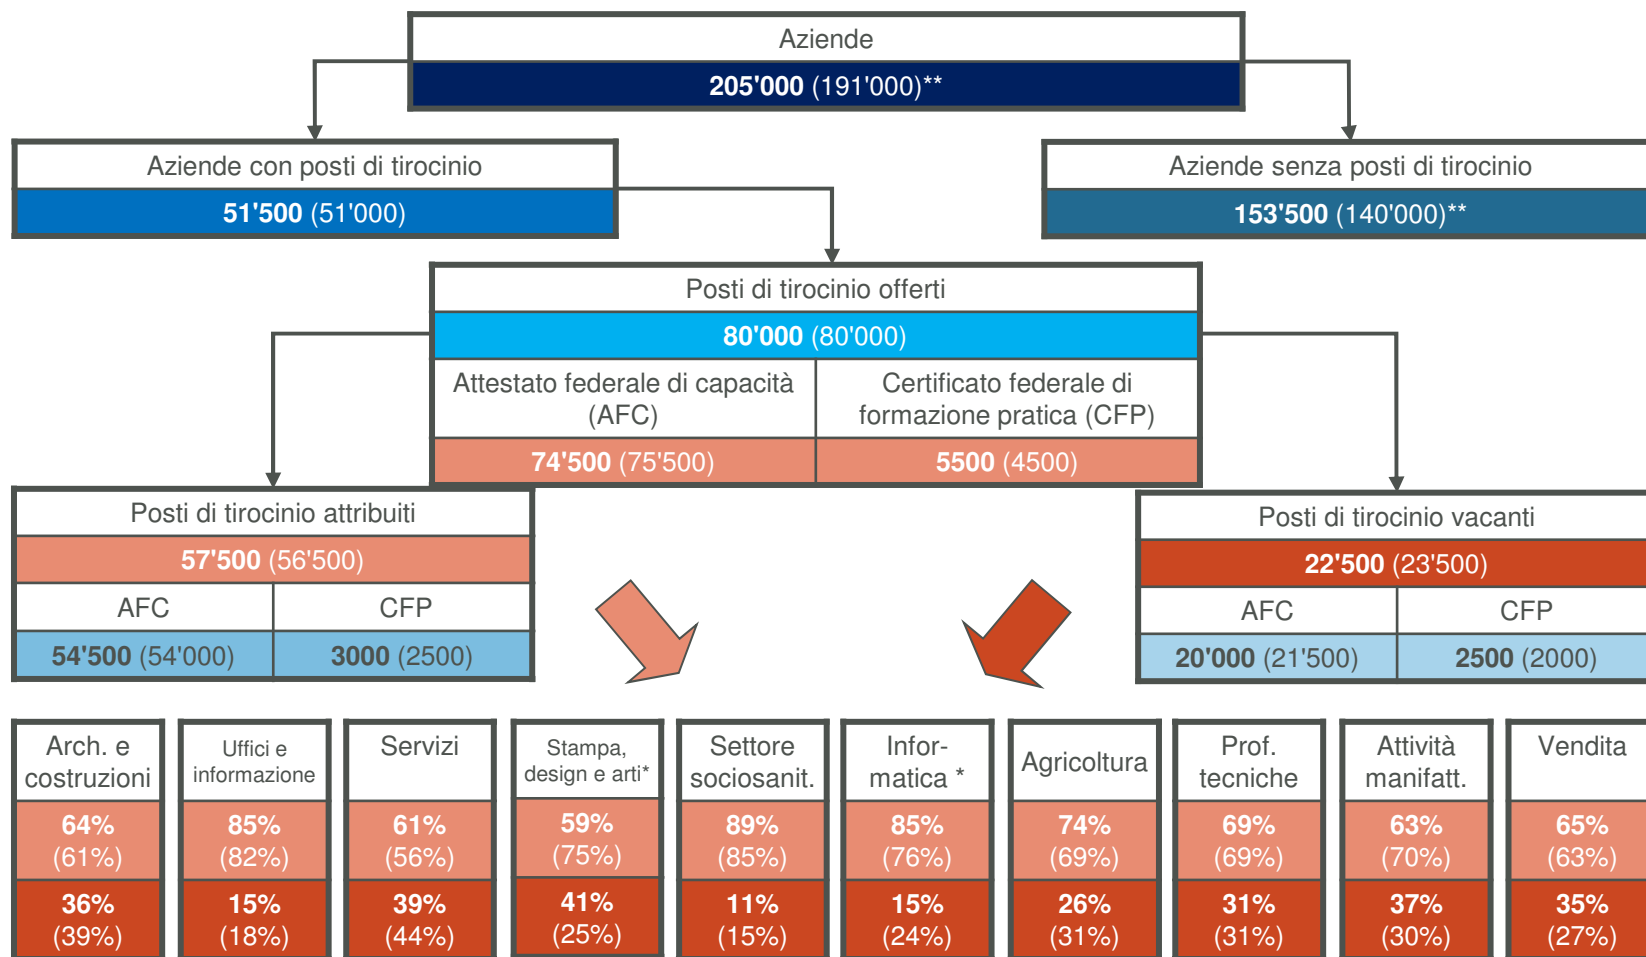 Aziende
205'000 (191'000)**
Aziende con posti di tirocinio
51'500 (51'000)
Aziende senza posti di tirocinio
153'500 (140'000)**
Posti di tirocinio offerti
80'000 (80'000)
Attestato federale di capacità
(AFC)
74'500 (75'500)
Certificato federale di
formazione pratica (CFP)
5500 (4500)
Posti di tirocinio attribuiti
57'500 (56'500)
AFC
54'500 (54'000)
CFP
3000 (2500)
Posti di tirocinio vacanti
22'500 (23'500)
AFC
20'000 (21'500)
CFP
2500 (2000)
Arch. e
costruzioni
64%
(61%)
36%
(39%)
Uffici e
informazione
85%
(82%)
15%
(18%)
Servizi
61%
(56%)
39%
(44%)
Stampa,
design e arti*
59%
(75%)
41%
(25%)
Settore
sociosanit.
89%
(85%)
11%
(15%)
Infor-
matica *
85%
(76%)
15%
(24%)
Agricoltura
74%
(69%)
26%
(31%)
Prof.
tecniche
69%
(69%)
31%
(31%)
Attività
manifatt.
63%
(70%)
37%
(30%)
Vendita
65%
(63%)
35%
(27%)